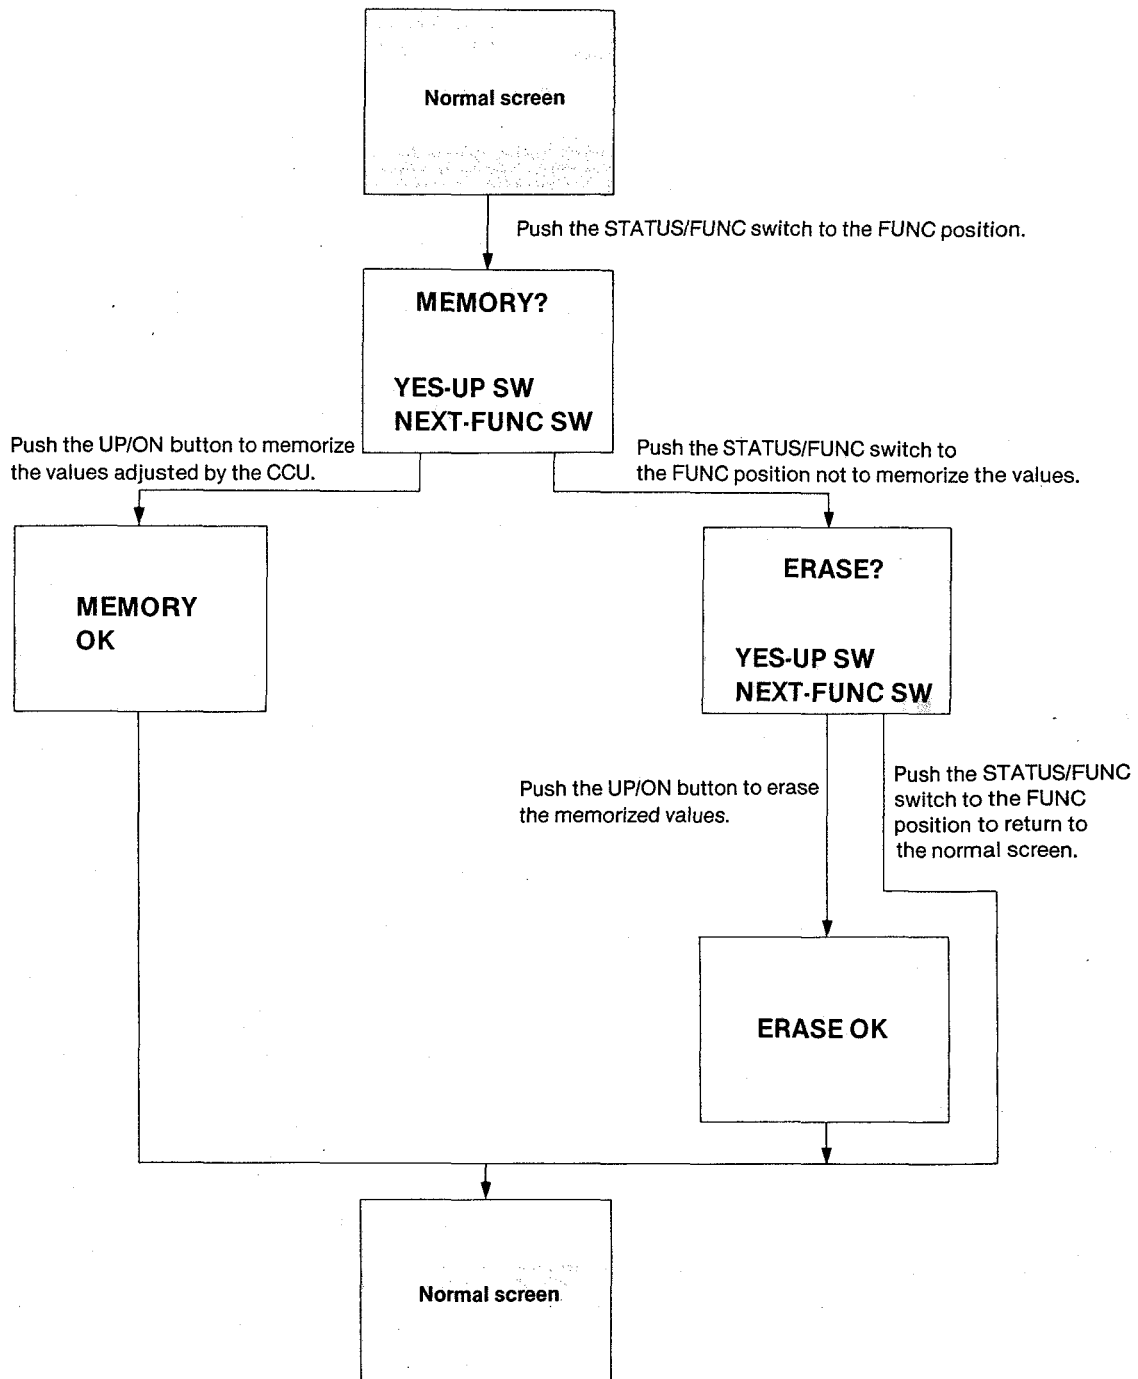 Normal screen
Push the STATUS/FUNC switch to the FUNC position.
MEMORY?
YES-UP SW
NEXT-FUNC SW
Push the UP/ON button to memorize
the values adjusted by the CCU.
Push the STATUS/FUNC switch to
the FUNC position not to memorize the values.
MEMORY
OK
ERASE?
YES-UP SW
NEXT-FUNC SW
Push the UP/ON button to erase
the memorized values.
Push the STATUS/FUNC
switch to the FUNC
position to return to
the normal screen.
ERASE OK
Normal screen